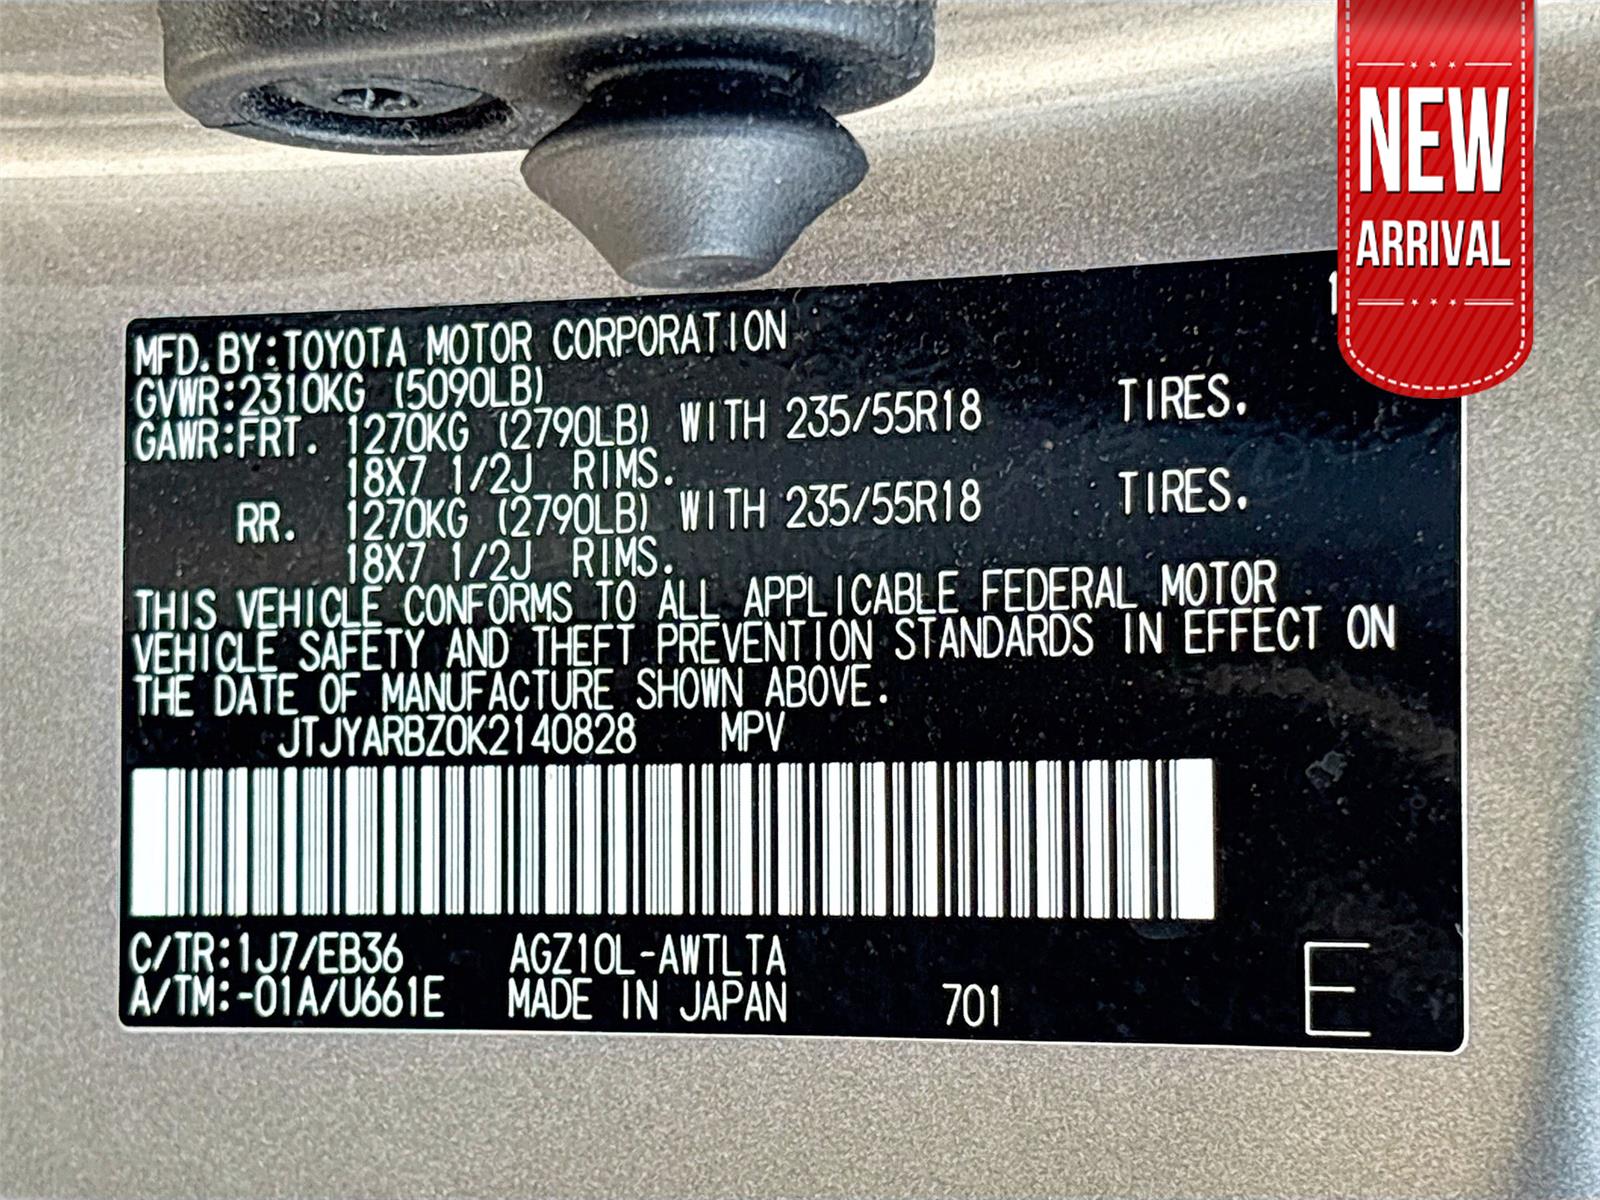 NEW
ARRIVAL
MFD.BY:TOYOTA MOTOR CORPORATION
GVWR:2310KG (5090LB)
GAWR:FRT. 1270KG (2790LB) WITH 235/55R18 TIRES.
18X7 1/2J RIMS.
RR. 1270KG (2790LB) WITH 235/55R18 TIRES.
18X7 1/2J RIMS.
THIS VEHICLE CONFORMS TO ALL APPLICABLE FEDERAL MOTOR
VEHICLE SAFETY AND THEFT PREVENTION STANDARDS IN EFFECT ON
THE DATE OF MANUFACTURE SHOWN ABOVE.
JTJYARBZ0K2140828 MPV
C/TR:1J7/EB36 AGZ10L-AWTLTA
A/TM:-01A/U661E MADE IN JAPAN 701
E